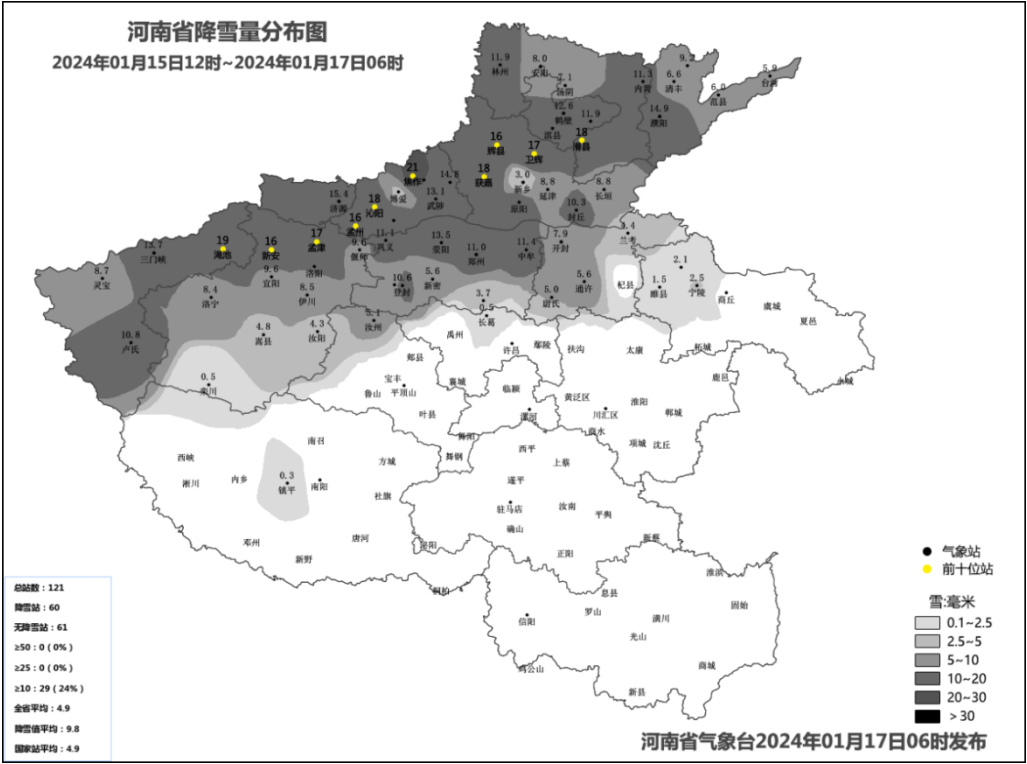 河南省降雪量分布图
2024年01月15日12时~2024年01月17日06时
11.9
林州
8.0
安阳
汤阴
11.3
内黄
6.6
清丰
5.9
台前
6.0
范县
12.6
鹤壁
11.9
淇县
14.9
濮阳
16
辉县
17
卫辉
18
滑县
21
焦作
14.8
18
获嘉
3.0
新乡
8.8
延津
8.8
长垣
15.4
济源
18
沁阳
博爱
13.1
武陟
原阳
10.3
封丘
16
孟州
11.1
巩义
13.5
荥阳
11.0
郑州
11.4
中牟
7.9
开封
兰考
13.7
三门峡
19
渑池
16
新安
17
孟津
洛阳
9.6
偃师
8.7
灵宝
9.6
宜阳
8.4
洛宁
8.5
伊川
10.6
登封
5.6
新密
3.7
5.0
尉氏
5.6
通许
杞县
1.5
睢县
2.1
2.5
宁陵
商丘
虞城
夏邑
10.8
卢氏
4.8
嵩县
4.3
汝阳
5.1
汝州
0.5
长葛
禹州
许昌
鄢陵
扶沟
太康
柘城
永城
0.5
栾川
郏县
宝丰
平顶山
鲁山
襄城
临颍
黄泛区
淮阳
鹿邑
郸城
叶县
漯河
川汇区
商水
项城
沈丘
舞阳
舞钢
南召
方城
西平
上蔡
西峡
内乡
淅川
0.3
镇平
南阳
社旗
遂平
驻马店
汝南
平舆
确山
新蔡
唐河
邓州
新野
泌阳
正阳
桐柏
息县
淮滨
罗山
潢川
固始
信阳
光山
商城
鸡公山
新县
气象站
前十位站
雪:毫米
0.1~2.5
2.5~5
5~10
10~20
20~30
>30
总站数：121
降雪站：60
无降雪站：61
≥50：0（0%）
≥25：0（0%）
≥10：29（24%）
全省平均：4.9
降雪值平均：9.8
国家站平均：4.9
河南省气象台2024年01月17日06时发布